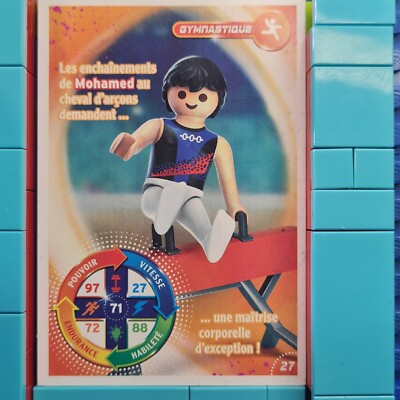 GYMNASTIQUE
Les enchaînements
de Mohamed au
cheval d'arçons
demandent ...
POUVOIR
VITESSE
97
27
71
72
88
ENDURANCE
HABILETÉ
... une maîtrise
corporelle
d'exception !
27